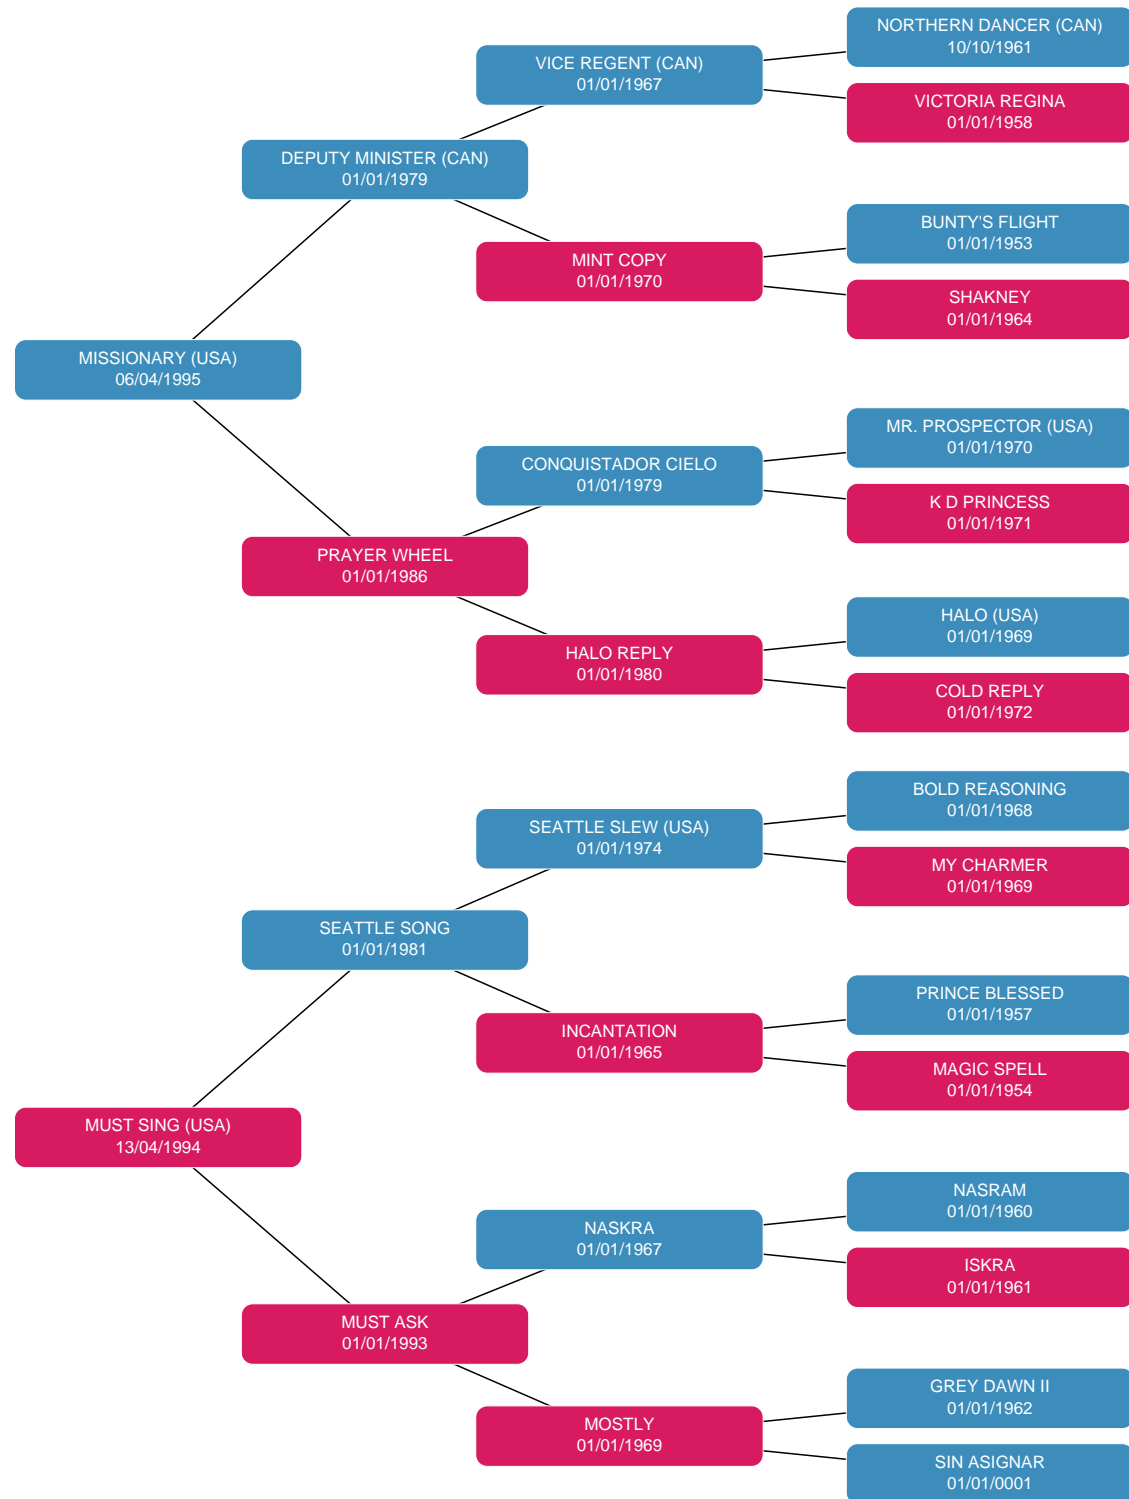 NORTHERN DANCER (CAN)
10/10/1961
VICE REGENT (CAN)
01/01/1967
VICTORIA REGINA
01/01/1958
DEPUTY MINISTER (CAN)
01/01/1979
BUNTY'S FLIGHT
01/01/1953
MINT COPY
01/01/1970
SHAKNEY
01/01/1964
MISSIONARY (USA)
06/04/1995
MR. PROSPECTOR (USA)
01/01/1970
CONQUISTADOR CIELO
01/01/1979
K D PRINCESS
01/01/1971
PRAYER WHEEL
01/01/1986
HALO (USA)
01/01/1969
HALO REPLY
01/01/1980
COLD REPLY
01/01/1972
BOLD REASONING
01/01/1968
SEATTLE SLEW (USA)
01/01/1974
MY CHARMER
01/01/1969
SEATTLE SONG
01/01/1981
PRINCE BLESSED
01/01/1957
INCANTATION
01/01/1965
MAGIC SPELL
01/01/1954
MUST SING (USA)
13/04/1994
NASRAM
01/01/1960
NASKRA
01/01/1967
ISKRA
01/01/1961
MUST ASK
01/01/1993
GREY DAWN II
01/01/1962
MOSTLY
01/01/1969
SIN ASIGNAR
01/01/0001